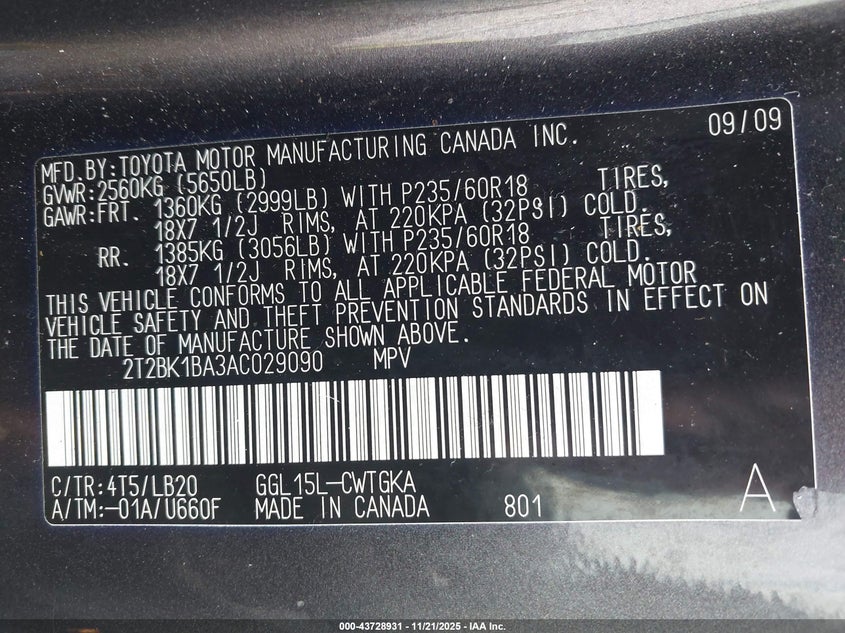 09/09
MFD.BY:TOYOTA MOTOR MANUFACTURING CANADA INC.
GVWR:2560KG (5650LB)
GAWR:FRT. 1360KG (2999LB) WITH P235/60R18 TIRES,
18X7 1/2J RIMS, AT 220KPA (32PSI) COLD.
RR. 1385KG (3056LB) WITH P235/60R18 TIRES,
18X7 1/2J RIMS, AT 220KPA (32PSI) COLD.
THIS VEHICLE CONFORMS TO ALL APPLICABLE FEDERAL MOTOR
VEHICLE SAFETY AND THEFT PREVENTION STANDARDS IN EFFECT ON
THE DATE OF MANUFACTURE SHOWN ABOVE.
2T2BK1BA3AC029090 MPV
C/TR:4T5/LB20 GGL15L-CWTGKA
A/TM:-01A/U660F MADE IN CANADA 801 A
000-43728931 - 11/21/2025 - IAA Inc.